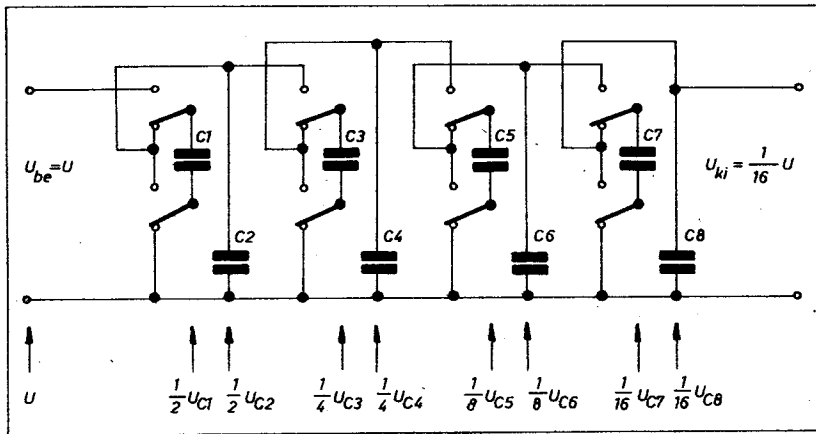 C1
C3
C5
C7
U_be = U
U_ki = 1/16 U
C2
C4
C6
C8
U
1/2 U_C1
1/2 U_C2
1/4 U_C3
1/4 U_C4
1/8 U_C5
1/8 U_C6
1/16 U_C7
1/16 U_C8